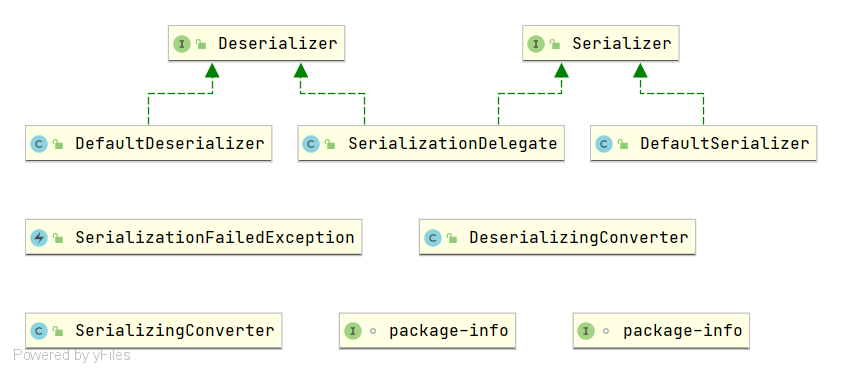 Deserializer
Serializer
DefaultDeserializer
SerializationDelegate
DefaultSerializer
SerializationFailedException
DeserializingConverter
SerializingConverter
package-info
package-info
Powered by yFiles